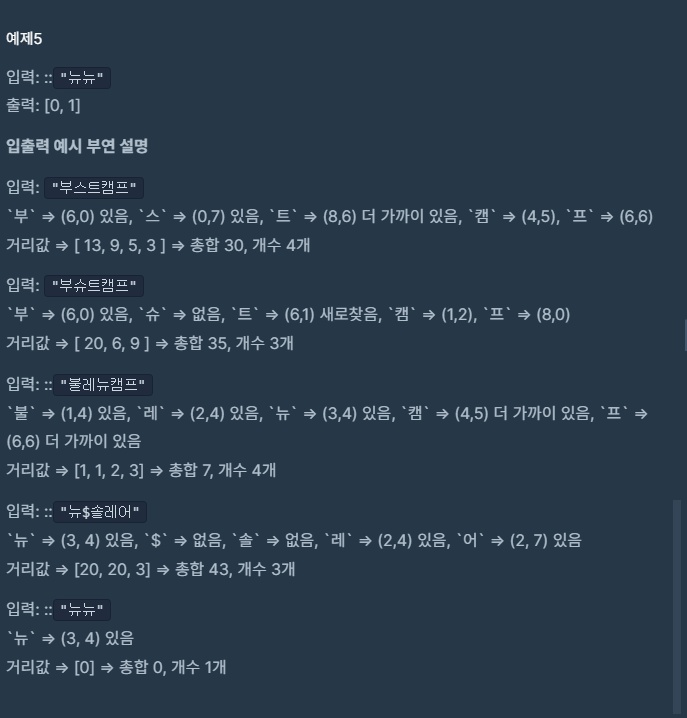 예제5
입력: ::"뉴뉴"
출력: [0, 1]
입출력 예시 부연 설명
입력: "부스트캠프"
`부` => (6,0) 있음, `스` => (0,7) 있음, `트` => (8,6) 더 가까이 있음, `캠` => (4,5), `프` => (6,6)
거리값 => [ 13, 9, 5, 3 ] => 총합 30, 개수 4개
입력: "부슈트캠프"
`부` => (6,0) 있음, `슈` => 없음, `트` => (6,1) 새로찾음, `캠` => (1,2), `프` => (8,0)
거리값 => [ 20, 6, 9 ] => 총합 35, 개수 3개
입력: ::"불레뉴캠프"
`불` => (1,4) 있음, `레` => (2,4) 있음, `뉴` => (3,4) 있음, `캠` => (4,5) 더 가까이 있음, `프` =>
(6,6) 더 가까이 있음
거리값 => [1, 1, 2, 3] => 총합 7, 개수 4개
입력: ::"뉴$솔레어"
`뉴` => (3, 4) 있음, `$` => 없음, `솔` => 없음, `레` => (2,4) 있음, `어` => (2, 7) 있음
거리값 => [20, 20, 3] => 총합 43, 개수 3개
입력: ::"뉴뉴"
`뉴` => (3, 4) 있음
거리값 => [0] => 총합 0, 개수 1개